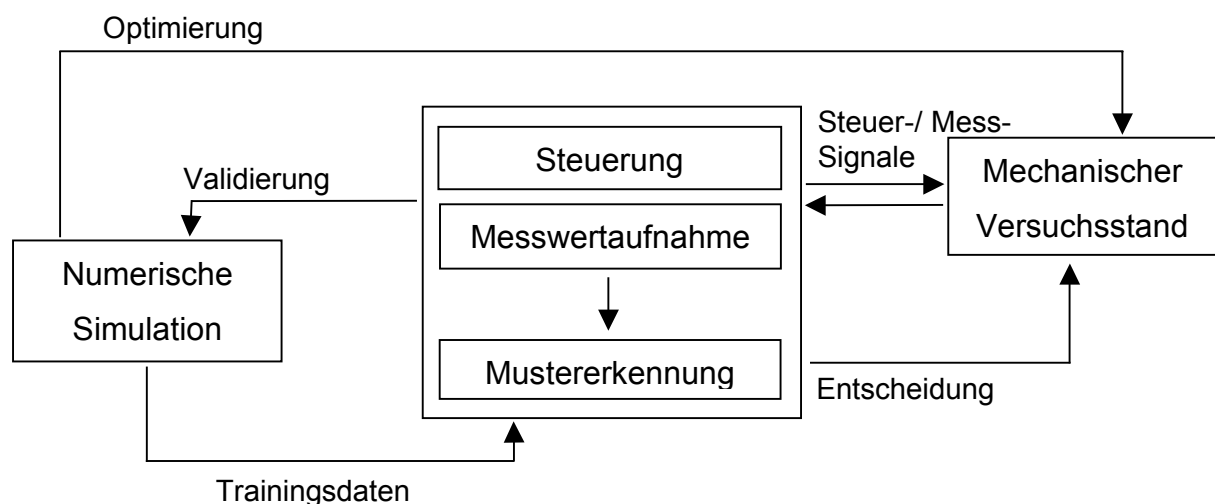 Optimierung
Steuerung
Steuer-/ Mess-
Signale
Mechanischer
Versuchsstand
Validierung
Messwertaufnahme
Numerische
Simulation
Mustererkennung
Entscheidung
Trainingsdaten